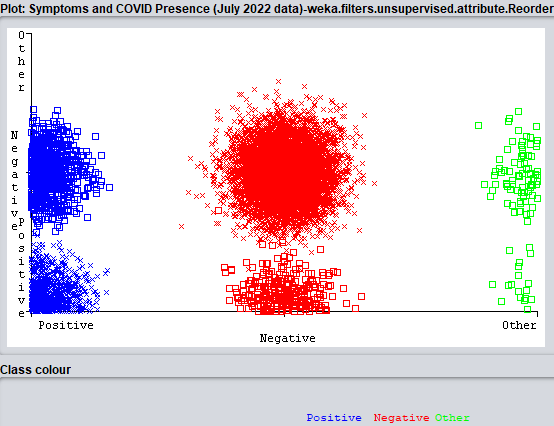 Plot: Symptoms and COVID Presence (July 2022 data)-weka.filters.unsupervised.attribute.Reorder
Other
Negative
Positive
Positive
Negative
Other
Class colour
Positive Negative Other